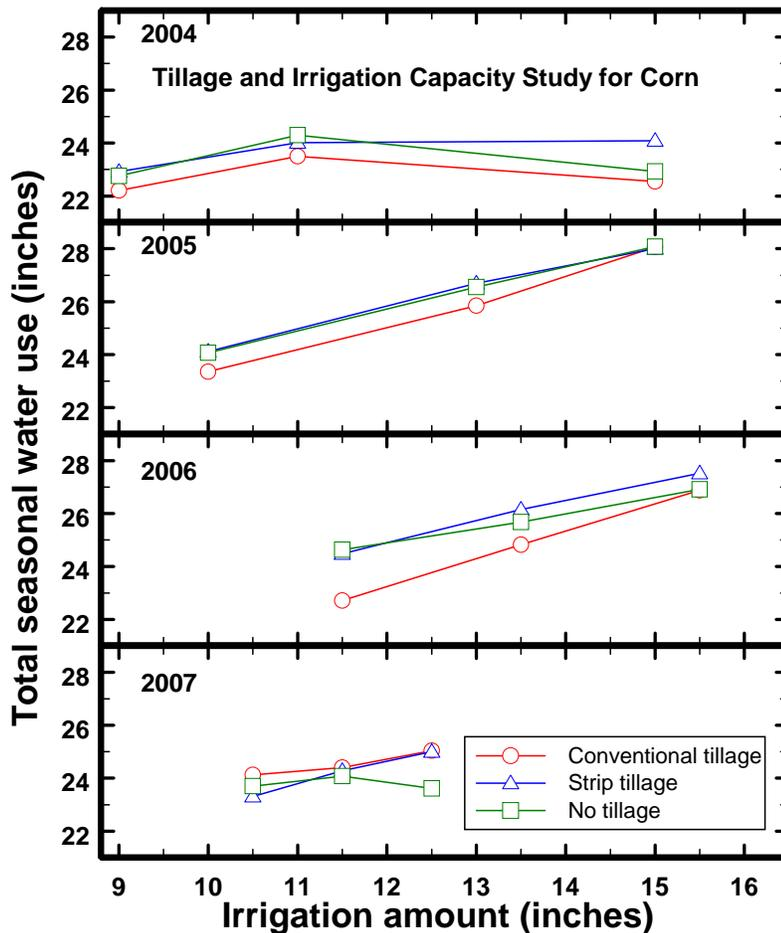 Total seasonal water use (inches)
2004
Tillage and Irrigation Capacity Study for Corn
28
26
24
22
2005
28
26
24
22
2006
28
26
24
22
2007
28
26
24
22
Conventional tillage
Strip tillage
No tillage
9 10 11 12 13 14 15 16
Irrigation amount (inches)